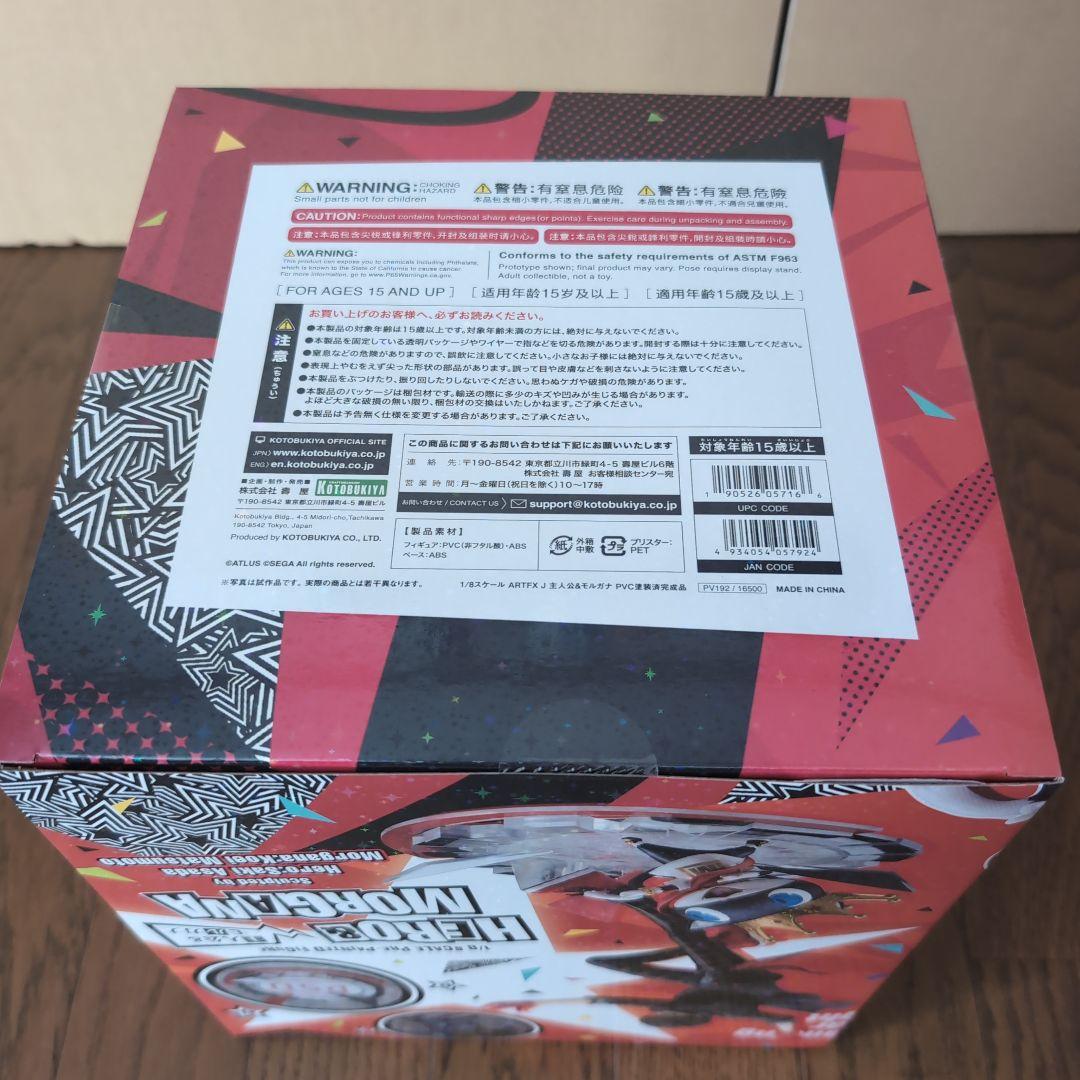 WARNING: CHOKING HAZARD
Small parts not for children
警告:有窒息危险
本品包含细小零件,不适合儿童使用。
警告:有窒息危險
本品包含細小零件,不適合兒童使用。
CAUTION: Product contains functional sharp edges(or points). Exercise care during unpacking and assembly.
注意:本品包含尖锐或锋利零件,开封及组装时请小心。
注意:本品包含尖銳或鋒利零件,開封及組裝時請小心。
WARNING:
This product can expose you to chemicals including Phthalats,
which is known to the State of California to cause cancer.
For more information, go to www.P65Warnings.ca.gov.
Conforms to the safety requirements of ASTM F963
Prototype shown; final product may vary. Pose requires display stand.
Adult collectible, not a toy.
[ FOR AGES 15 AND UP ] [ 适用年龄15岁及以上 ] [ 適用年齡15歲及以上 ]
注意(ちゅうい)
お買い上げのお客様へ、必ずお読みください。
●本製品の対象年齢は15歳以上です。対象年齢未満の方には、絶対に与えないでください。
●本製品を固定している透明パッケージやワイヤーで指などを切る危険があります。開封する際は十分に注意してください。
●窒息などの危険がありますので、誤飲に注意してください。小さなお子様には絶対に与えないでください。
●表現上やむをえず尖った形状の部品があります。誤って目や皮膚などを刺さないように注意してください。
●本製品をぶつけたり、振り回したりしないでください。思わぬケガや破損の危険があります。
●本製品のパッケージは梱包材です。輸送の際に多少のキズや凹みが生じる場合があります。
よほど大きな破損の無い限り、梱包材の交換はいたしかねます。ご了承ください。
●本製品は予告無く仕様を変更する場合があります。ご了承ください。
KOTOBUKIYA OFFICIAL SITE
JPN〉www.kotobukiya.co.jp
ENG〉en.kotobukiya.co.jp
■企画・制作・発売■
株式会社 壽 屋
KOTOBUKIYA
〒190-8542 東京都立川市緑町4-5 壽屋ビル
Kotobukiya Bldg., 4-5 Midori-cho,Tachikawa
190-8542 Tokyo, Japan
Produced by KOTOBUKIYA CO., LTD.
この商品に関するお問い合わせは下記にお願いいたします
連 絡 先:〒190-8542 東京都立川市緑町4-5 壽屋ビル6階
株式会社 壽 屋 お客様相談センター宛
営 業 時 間:月~金曜日(祝日を除く)10~17時
お問い合わせ / CONTACT US 〉 support@kotobukiya.co.jp
【製品素材】
フィギュア:PVC(非フタル酸)・ABS
ベース:ABS
紙
外箱
中敷
プラ
ブリスター:
PET
対象年齢15歳以上
1 90526 05716 6
UPC CODE
4 934054 057924
JAN CODE
©ATLUS ©SEGA All rights reserved.
※写真は試作品です。実際の商品とは若干異なります。
1/8スケール ARTFX J 主人公&モルガナ PVC塗装済完成品
PV192 / 16500
MADE IN CHINA
1/8 SCALE PRE PAINTED FIGURE
HERO &
MORGANA
主人公&
モルガナ
Sculpted by
Hero:Saki Asada
Morgana:Koei Matsumoto